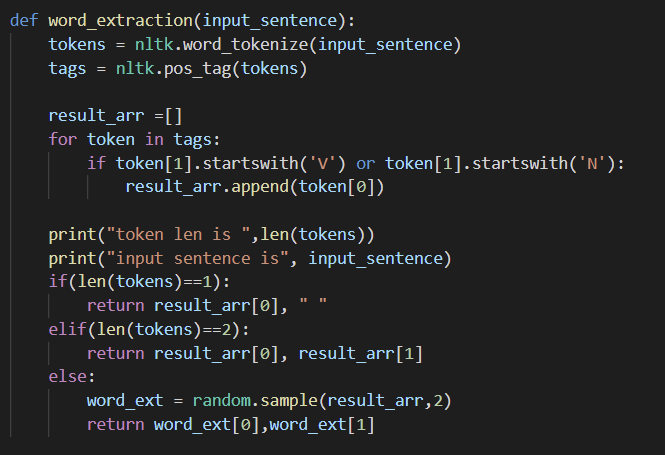 def word_extraction(input_sentence):
    tokens = nltk.word_tokenize(input_sentence)
    tags = nltk.pos_tag(tokens)

    result_arr =[]
    for token in tags:
        if token[1].startswith('V') or token[1].startswith('N'):
            result_arr.append(token[0])

    print("token len is ",len(tokens))
    print("input sentence is", input_sentence)
    if(len(tokens)==1):
        return result_arr[0], " "
    elif(len(tokens)==2):
        return result_arr[0], result_arr[1]
    else:
        word_ext = random.sample(result_arr,2)
        return word_ext[0],word_ext[1]